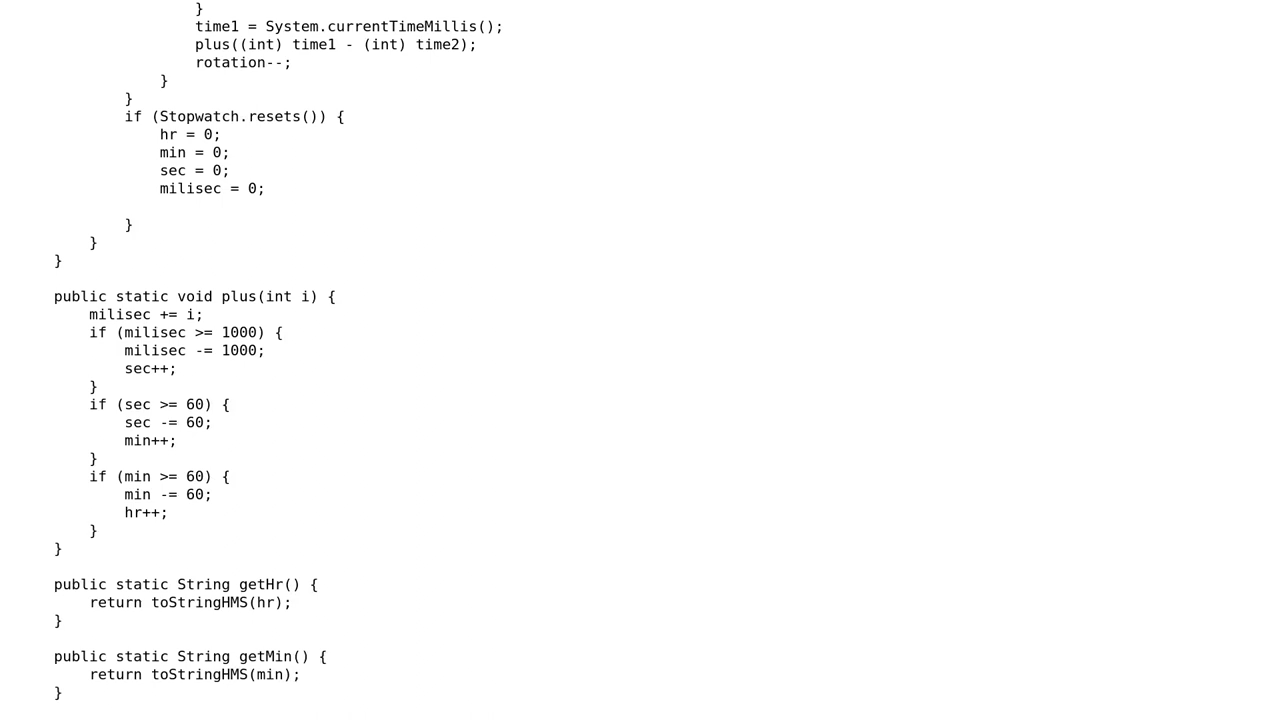 }
time1 = System.currentTimeMillis();
plus((int) time1 - (int) time2);
rotation--;
}
}
if (Stopwatch.resets()) {
hr = 0;
min = 0;
sec = 0;
milisec = 0;
}
}
}
public static void plus(int i) {
milisec += i;
if (milisec >= 1000) {
milisec -= 1000;
sec++;
}
if (sec >= 60) {
sec -= 60;
min++;
}
if (min >= 60) {
min -= 60;
hr++;
}
}
public static String getHr() {
return toStringHMS(hr);
}
public static String getMin() {
return toStringHMS(min);
}